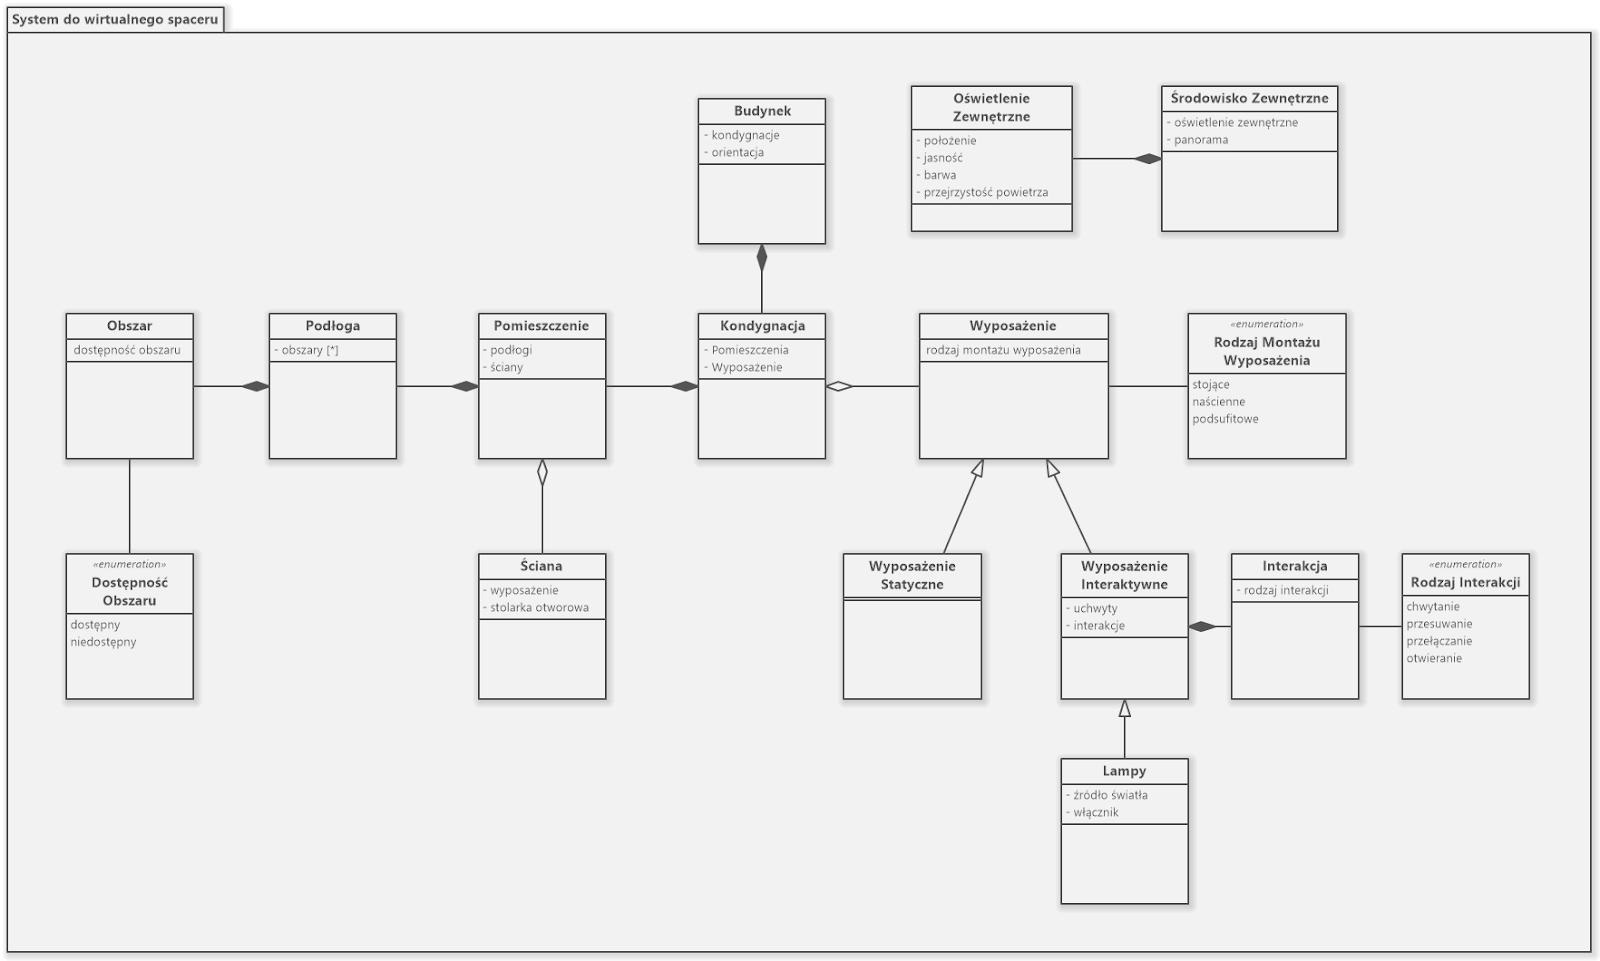 System do wirtualnego spaceru
Budynek
- kondygnacje
- orientacja
Oświetlenie
Zewnętrzne
- położenie
- jasność
- barwa
- przejrzystość powietrza
Środowisko Zewnętrzne
- oświetlenie zewnętrzne
- panorama
Obszar
dostępność obszaru
Podłoga
- obszary [*]
Pomieszczenie
- podłogi
- ściany
Kondygnacja
- Pomieszczenia
- Wyposażenie
Wyposażenie
rodzaj montażu wyposażenia
«enumeration»
Rodzaj Montażu
Wyposażenia
stojące
naścienne
podsufitowe
«enumeration»
Dostępność
Obszaru
dostępny
niedostępny
Ściana
- wyposażenie
- stolarka otworowa
Wyposażenie
Statyczne
Wyposażenie
Interaktywne
- uchwyty
- interakcje
Interakcja
- rodzaj interakcji
«enumeration»
Rodzaj Interakcji
chwytanie
przesuwanie
przełączanie
otwieranie
Lampy
- źródło światła
- włącznik